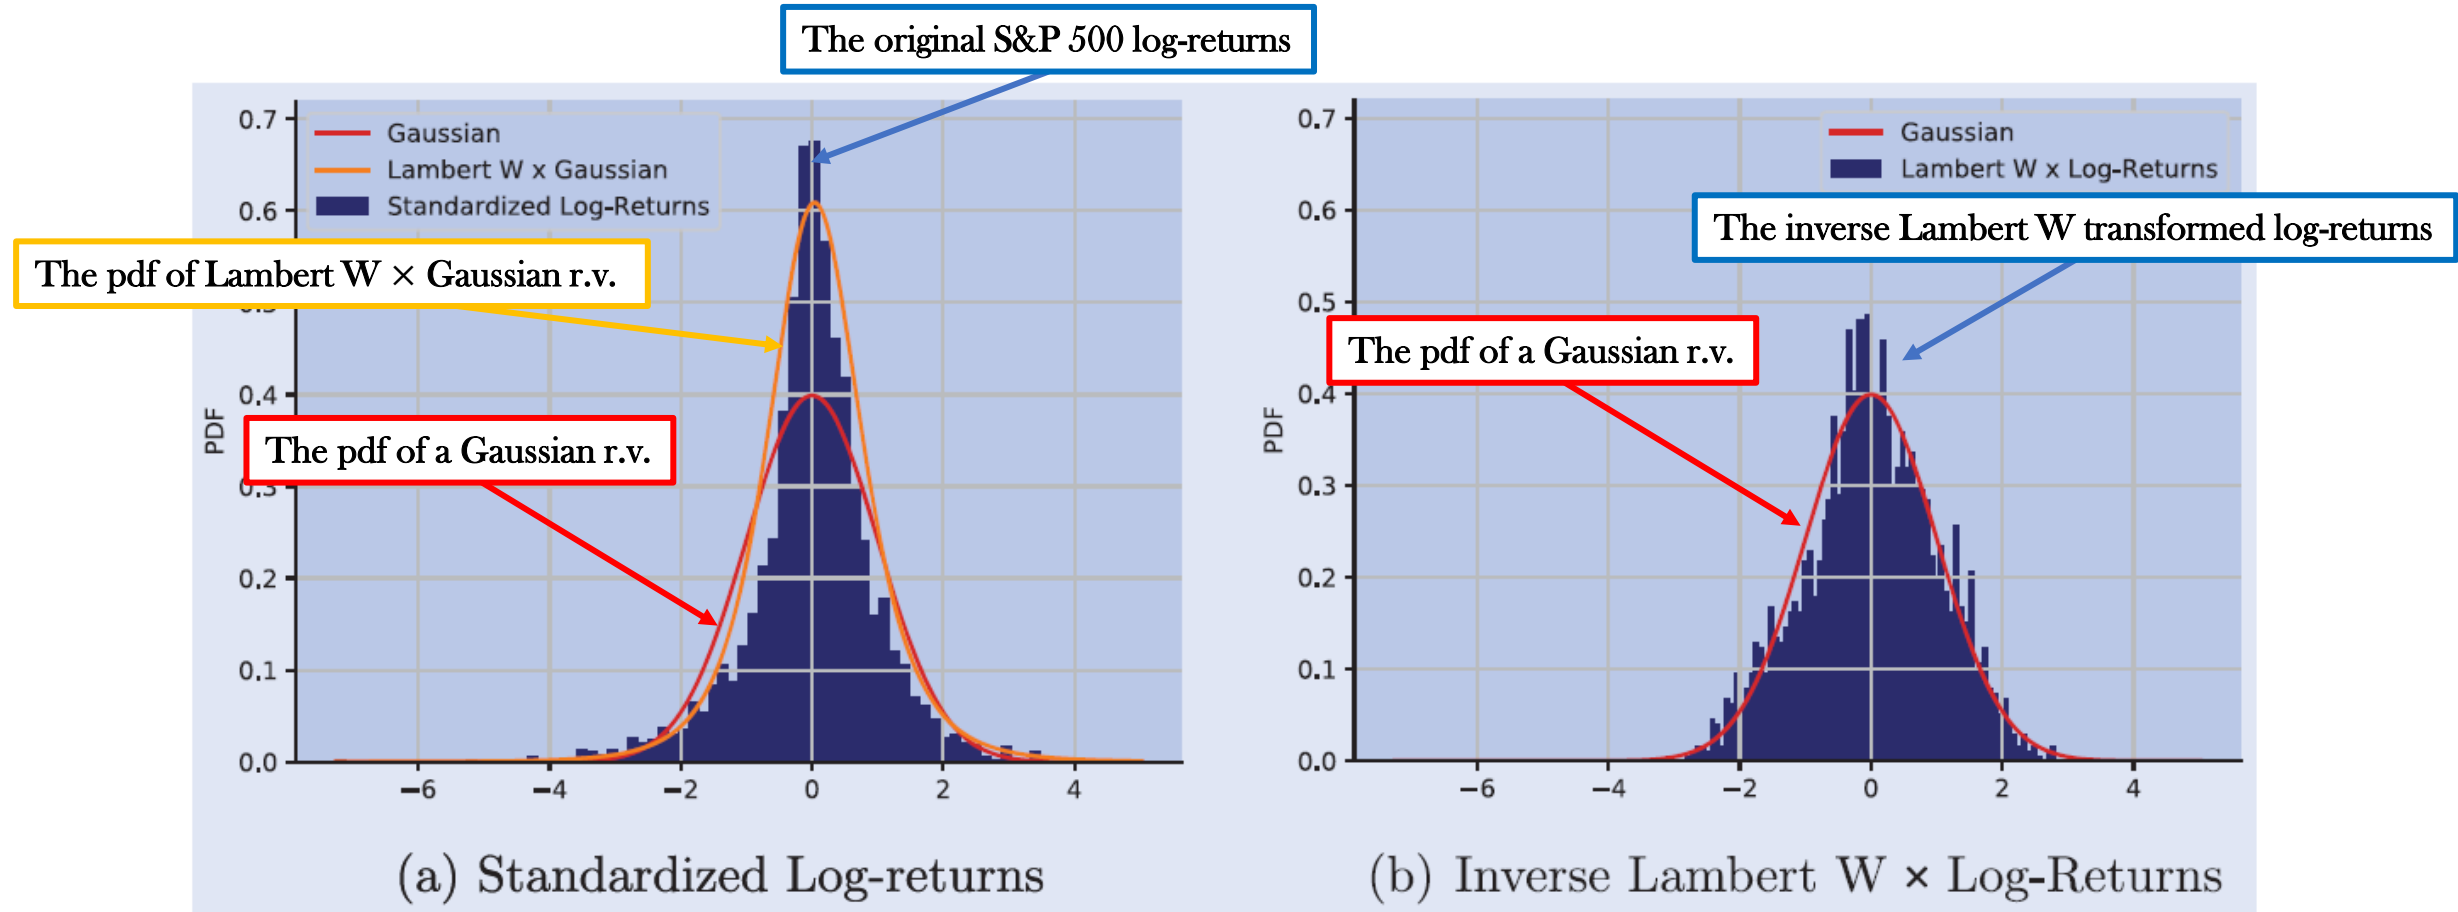 The original S&P 500 log-returns
0.7
Gaussian
Lambert W x Gaussian
Standardized Log-Returns
0.6
The pdf of Lambert W × Gaussian r.v.
0.4
PDF
The pdf of a Gaussian r.v.
0.3
0.2
0.1
0.0
−6 −4 −2 0 2 4
(a) Standardized Log-returns
0.7
Gaussian
Lambert W x Log-Returns
0.6
The inverse Lambert W transformed log-returns
0.5
The pdf of a Gaussian r.v.
0.4
PDF
0.3
0.2
0.1
0.0
−6 −4 −2 0 2 4
(b) Inverse Lambert W × Log-Returns